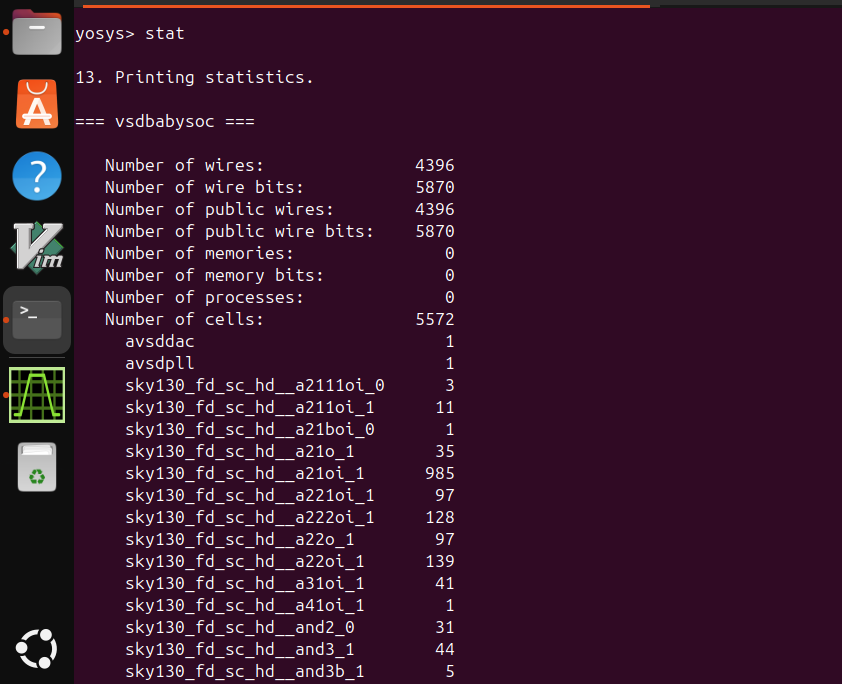 yosys> stat
13. Printing statistics.
=== vsdbabysoc ===
Number of wires: 4396
Number of wire bits: 5870
Number of public wires: 4396
Number of public wire bits: 5870
Number of memories: 0
Number of memory bits: 0
Number of processes: 0
Number of cells: 5572
avsddac 1
avsdpll 1
sky130_fd_sc_hd__a2111oi_0 3
sky130_fd_sc_hd__a211oi_1 11
sky130_fd_sc_hd__a21boi_0 1
sky130_fd_sc_hd__a21o_1 35
sky130_fd_sc_hd__a21oi_1 985
sky130_fd_sc_hd__a221oi_1 97
sky130_fd_sc_hd__a222oi_1 128
sky130_fd_sc_hd__a22o_1 97
sky130_fd_sc_hd__a22oi_1 139
sky130_fd_sc_hd__a31oi_1 41
sky130_fd_sc_hd__a41oi_1 1
sky130_fd_sc_hd__and2_0 31
sky130_fd_sc_hd__and3_1 44
sky130_fd_sc_hd__and3b_1 5
A
?
Vim
>_